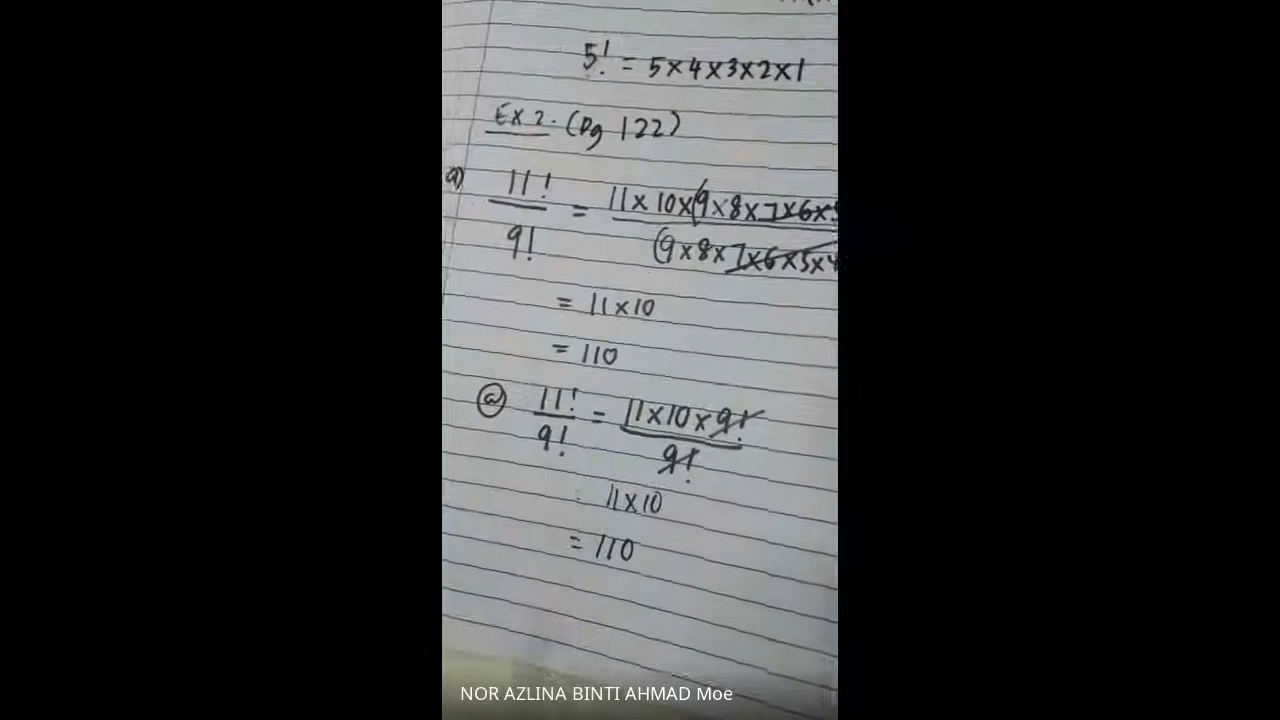 5! = 5×4×3×2×1
Ex 2. (Pg 122)
a) 11! / 9! = 11×10×(9×8×7×6×5 / (9×8×7×6×5×4
= 11×10
= 110
a) 11! / 9! = 11×10×9! / 9!
11×10
= 110
NOR AZLINA BINTI AHMAD Moe